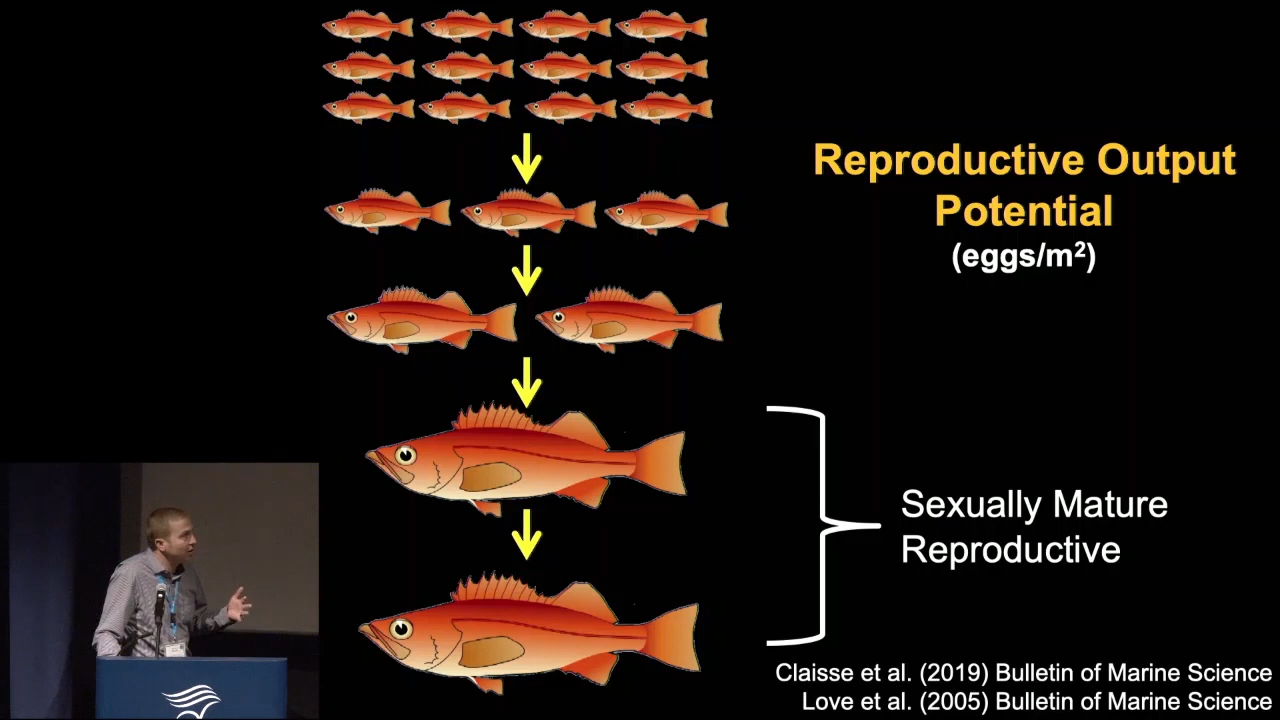 Reproductive Output
Potential
(eggs/m²)
Sexually Mature
Reproductive
Claisse et al. (2019) Bulletin of Marine Science
Love et al. (2005) Bulletin of Marine Science